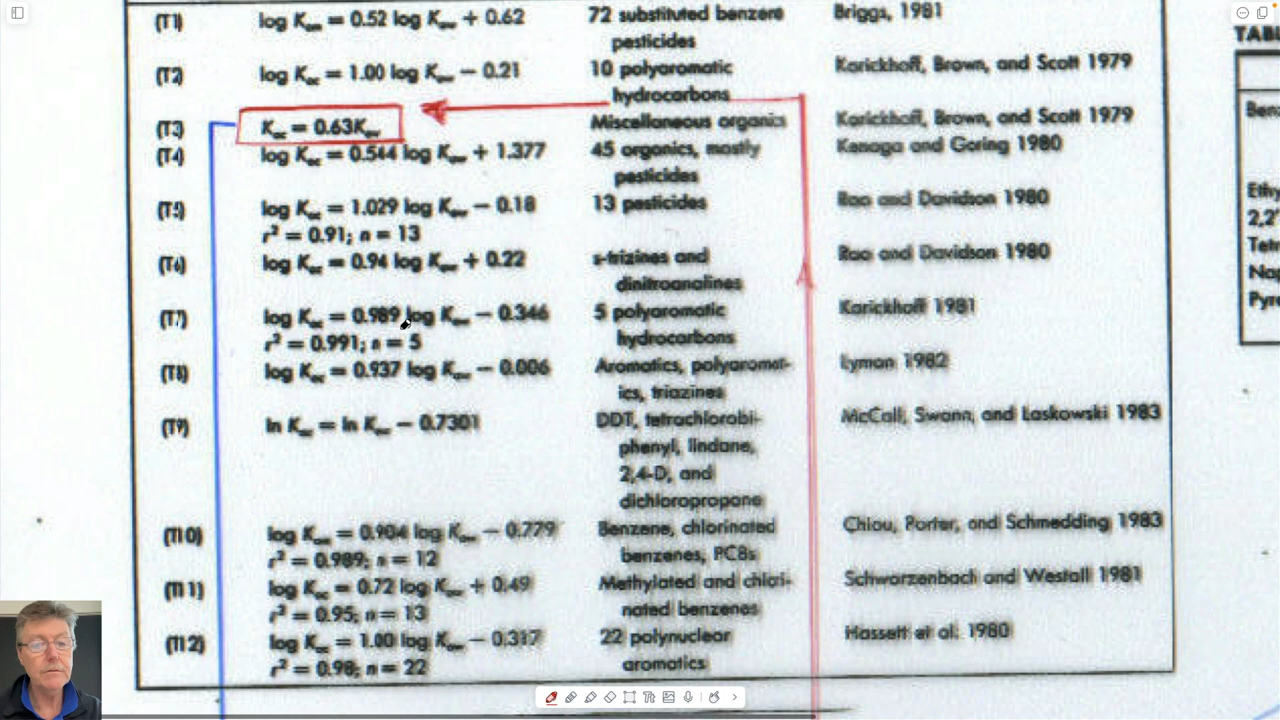 (T1) log Kom = 0.52 log Kow + 0.62 72 substituted benzene Briggs, 1981
pesticides
(T2) log Koc = 1.00 log Kow − 0.21 10 polyaromatic Karickhoff, Brown, and Scott 1979
hydrocarbons
(T3) Koc = 0.63Kow Miscellaneous organics Karickhoff, Brown, and Scott 1979
(T4) log Koc = 0.544 log Kow + 1.377 45 organics, mostly Kenaga and Goring 1980
pesticides
(T5) log Koc = 1.029 log Kow − 0.18 13 pesticides Rao and Davidson 1980
r² = 0.91; n = 13
(T6) log Koc = 0.94 log Kow + 0.22 s-trizines and Rao and Davidson 1980
dinitroanalines
(T7) log Koc = 0.989 log Kow − 0.346 5 polyaromatic Karickhoff 1981
r² = 0.991; n = 5 hydrocarbons
(T8) log Koc = 0.937 log Kow − 0.006 Aromatics, polyaromat- Lyman 1982
ics, triazines
(T9) ln Koc = ln Kow − 0.7301 DDT, tetrachlorobi- McCall, Swann, and Laskowski 1983
phenyl, lindane,
2,4-D, and
dichloropropane
(T10) log Kom = 0.904 log Kow − 0.779 Benzene, chlorinated Chiou, Porter, and Schmedding 1983
r² = 0.989; n = 12 benzenes, PCBs
(T11) log Koc = 0.72 log Kow + 0.49 Methylated and chlori- Schwarzenbach and Westall 1981
r² = 0.95; n = 13 nated benzenes
(T12) log Koc = 1.00 log Kow − 0.317 22 polynuclear Hassett et al. 1980
r² = 0.98; n = 22 aromatics
TABL
Ben
Ethy
2,2'
Tetr
Nap
Pyr